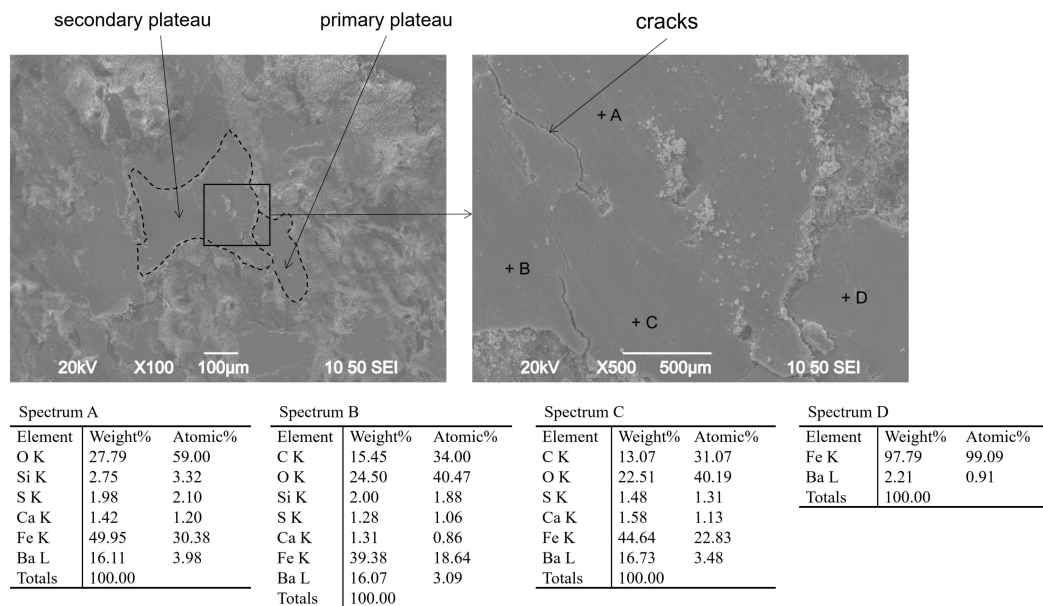 secondary plateau
primary plateau
cracks
+ A
+ B
+ C
+ D
20kV X100 100μm 10 50 SEI
20kV X500 500μm 10 50 SEI
Spectrum A
Element Weight% Atomic%
O K 27.79 59.00
Si K 2.75 3.32
S K 1.98 2.10
Ca K 1.42 1.20
Fe K 49.95 30.38
Ba L 16.11 3.98
Totals 100.00
Spectrum B
Element Weight% Atomic%
C K 15.45 34.00
O K 24.50 40.47
Si K 2.00 1.88
S K 1.28 1.06
Ca K 1.31 0.86
Fe K 39.38 18.64
Ba L 16.07 3.09
Totals 100.00
Spectrum C
Element Weight% Atomic%
C K 13.07 31.07
O K 22.51 40.19
S K 1.48 1.31
Ca K 1.58 1.13
Fe K 44.64 22.83
Ba L 16.73 3.48
Totals 100.00
Spectrum D
Element Weight% Atomic%
Fe K 97.79 99.09
Ba L 2.21 0.91
Totals 100.00